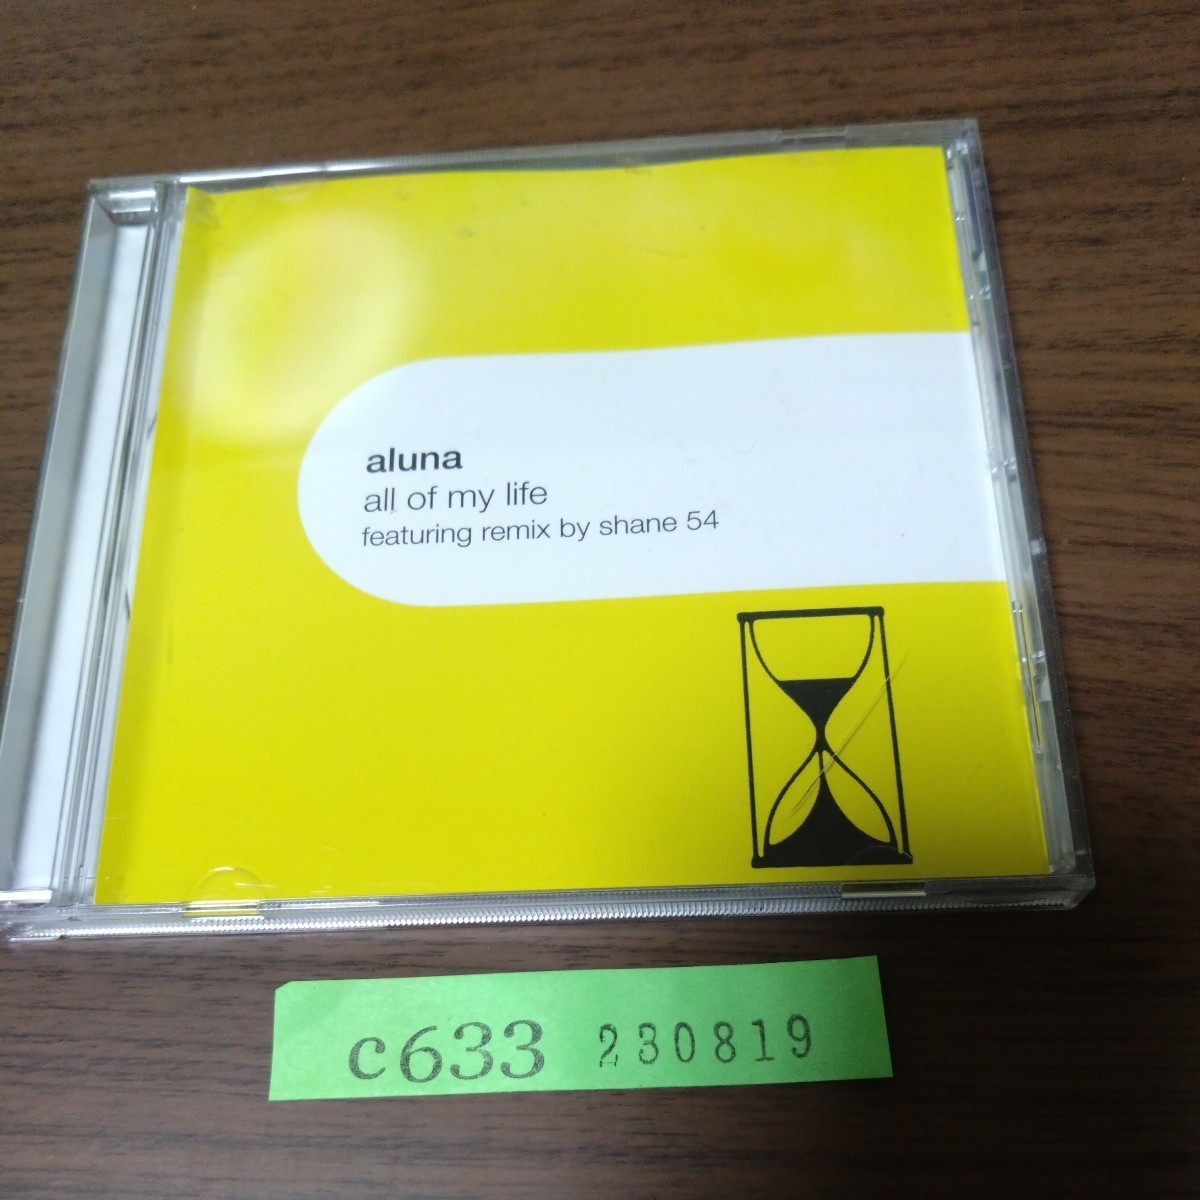 aluna
all of my life
featuring remix by shane 54
c633 230819